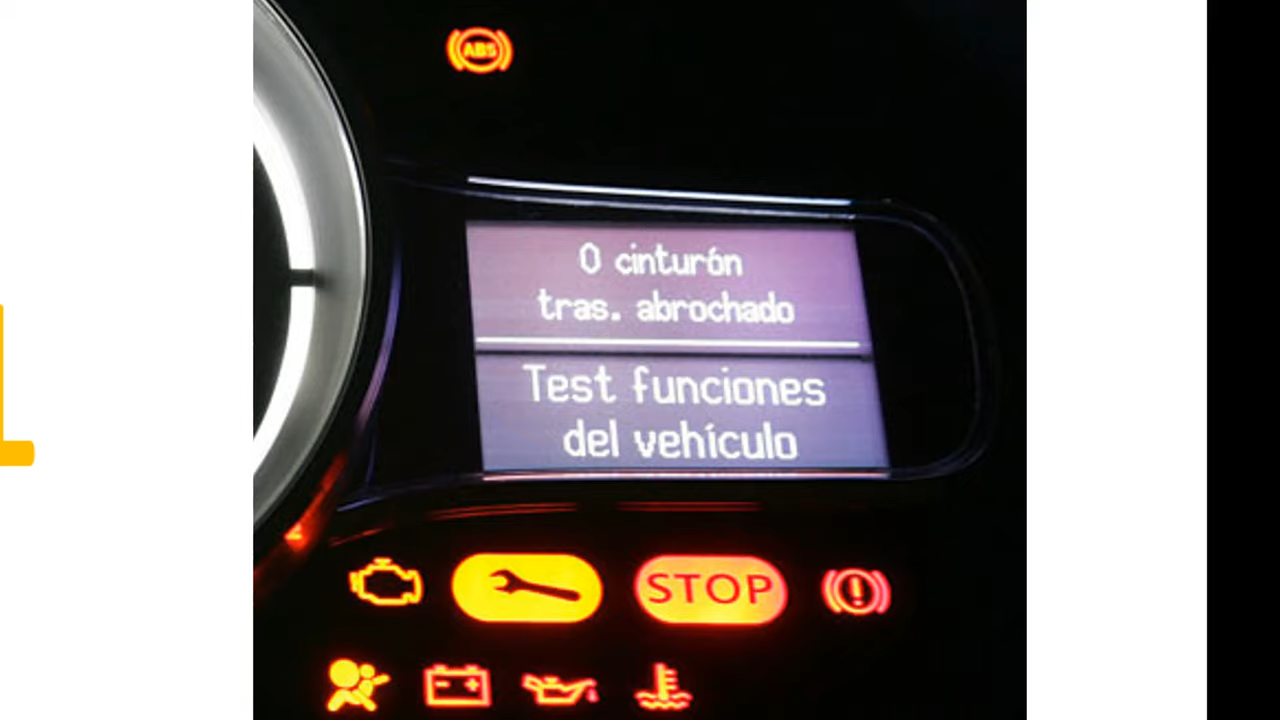 ABS
0 cinturón
tras. abrochado
Test funciones
del vehículo
STOP